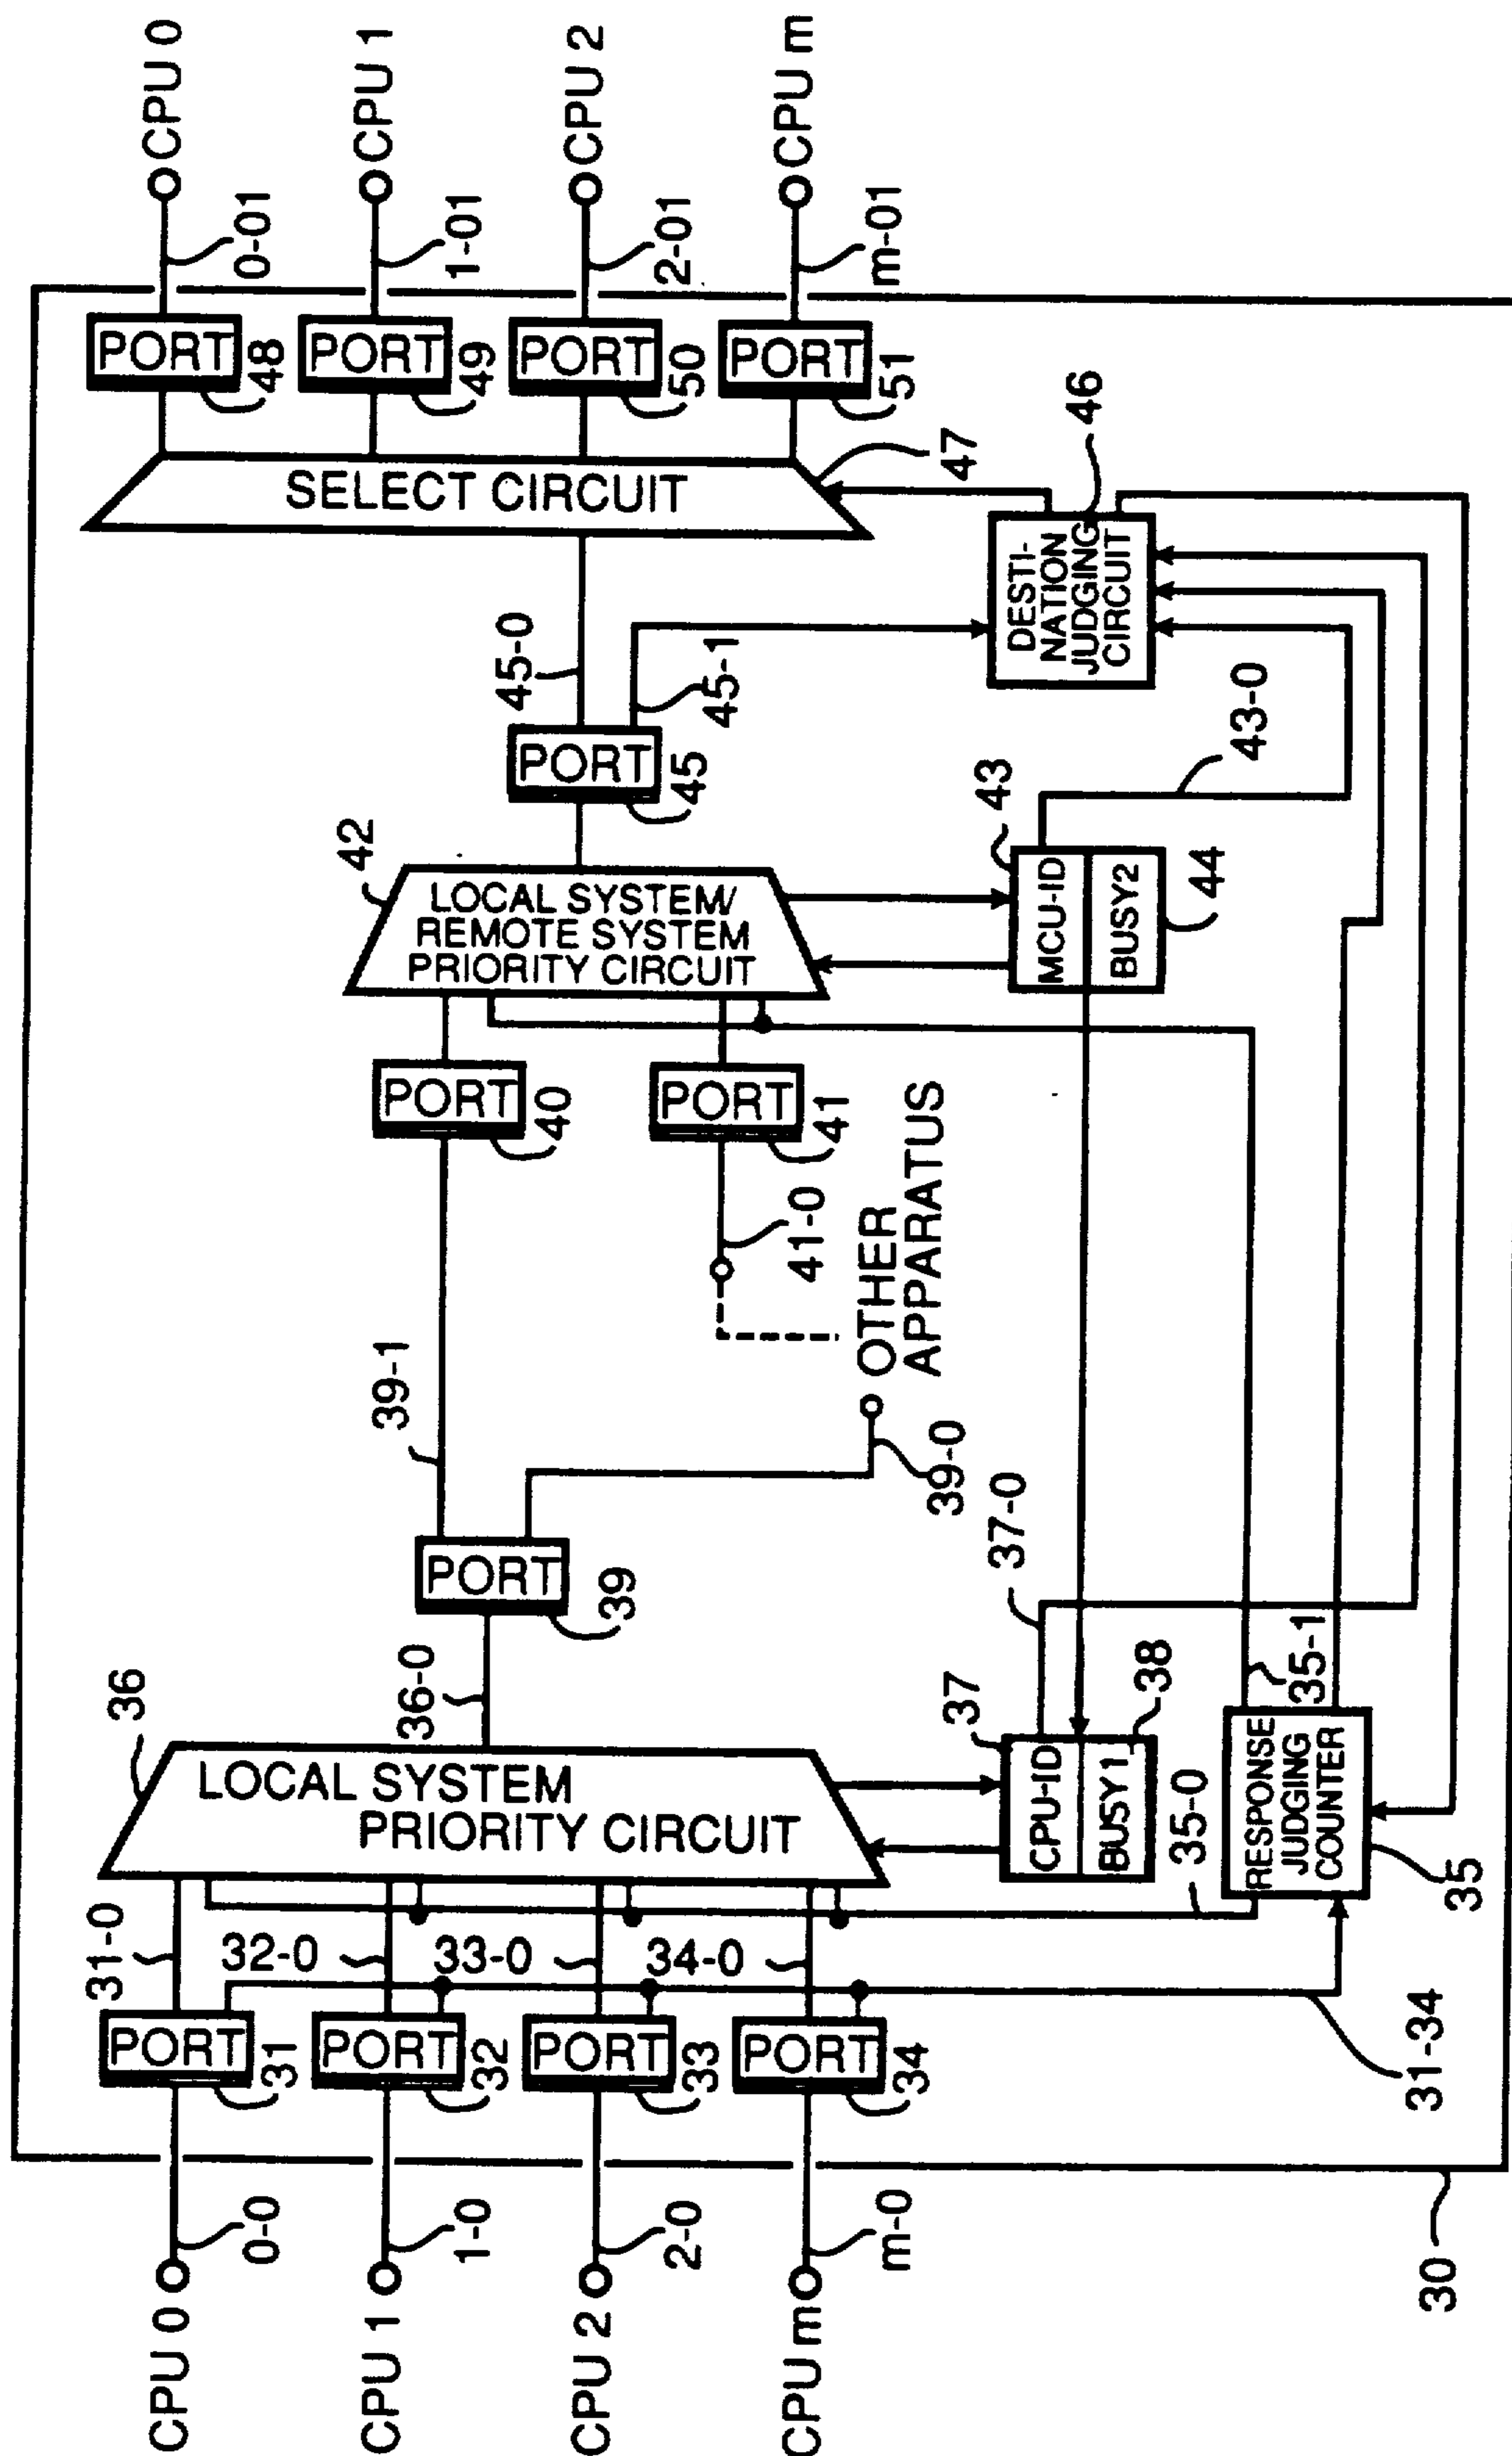 CPU 0
0-0
CPU 1
1-0
CPU 2
2-0
CPU m
m-0
30
PORT
31
PORT
32
PORT
33
PORT
34
31-0
32-0
33-0
34-0
31-34
36
LOCAL SYSTEM
PRIORITY CIRCUIT
36-0
37
CPU-ID
BUSY1
38
37-0
35-0
RESPONSE
JUDGING
COUNTER
35
35-1
PORT
39
39-1
39-0
OTHER
APPARATUS
41-0
PORT
40
PORT
41
42
LOCAL SYSTEM/
REMOTE SYSTEM
PRIORITY CIRCUIT
43
MCU-ID
BUSY2
44
43-0
PORT
45
45-0
45-1
DESTI-
NATION
JUDGING
CIRCUIT
46
SELECT CIRCUIT
47
PORT
48
PORT
49
PORT
50
PORT
51
0-01
CPU 0
1-01
CPU 1
2-01
CPU 2
m-01
CPU m